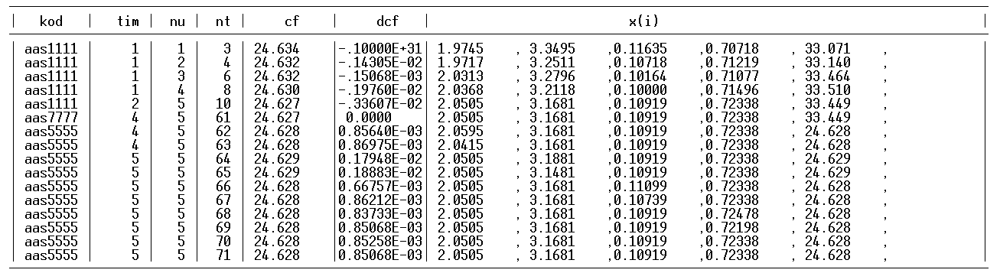 kod tim nu nt cf dcf x(i)
aas1111 1 1 3 24.634 -.10000E+31 1.9745 , 3.3495 ,0.11635 ,0.70718 , 33.071 ,
aas1111 1 2 4 24.632 -.14305E-02 1.9717 , 3.2511 ,0.10718 ,0.71219 , 33.140 ,
aas1111 1 3 6 24.632 -.15068E-03 2.0313 , 3.2796 ,0.10164 ,0.71077 , 33.464 ,
aas1111 1 4 8 24.630 -.19760E-02 2.0368 , 3.2118 ,0.10000 ,0.71496 , 33.510 ,
aas1111 2 5 10 24.627 -.33607E-02 2.0505 , 3.1681 ,0.10919 ,0.72338 , 33.449 ,
aas7777 4 5 61 24.627 0.0000 2.0505 , 3.1681 ,0.10919 ,0.72338 , 33.449 ,
aas5555 4 5 62 24.628 0.85640E-03 2.0595 , 3.1681 ,0.10919 ,0.72338 , 24.628 ,
aas5555 4 5 63 24.628 0.86975E-03 2.0415 , 3.1681 ,0.10919 ,0.72338 , 24.628 ,
aas5555 5 5 64 24.629 0.17948E-02 2.0505 , 3.1881 ,0.10919 ,0.72338 , 24.629 ,
aas5555 5 5 65 24.629 0.18883E-02 2.0505 , 3.1481 ,0.10919 ,0.72338 , 24.629 ,
aas5555 5 5 66 24.628 0.66757E-03 2.0505 , 3.1681 ,0.11099 ,0.72338 , 24.628 ,
aas5555 5 5 67 24.628 0.86212E-03 2.0505 , 3.1681 ,0.10739 ,0.72338 , 24.628 ,
aas5555 5 5 68 24.628 0.83733E-03 2.0505 , 3.1681 ,0.10919 ,0.72478 , 24.628 ,
aas5555 5 5 69 24.628 0.85068E-03 2.0505 , 3.1681 ,0.10919 ,0.72198 , 24.628 ,
aas5555 5 5 70 24.628 0.85258E-03 2.0505 , 3.1681 ,0.10919 ,0.72338 , 24.628 ,
aas5555 5 5 71 24.628 0.85068E-03 2.0505 , 3.1681 ,0.10919 ,0.72338 , 24.628 ,